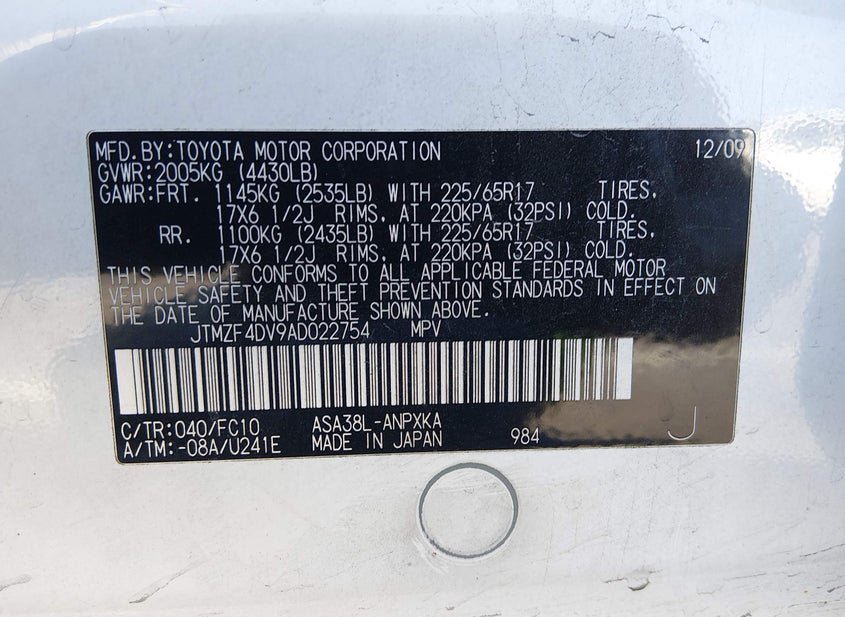 MFD.BY:TOYOTA MOTOR CORPORATION 12/09
GVWR:2005KG (4430LB)
GAWR:FRT. 1145KG (2535LB) WITH 225/65R17 TIRES,
17X6 1/2J RIMS, AT 220KPA (32PSI) COLD.
RR. 1100KG (2435LB) WITH 225/65R17 TIRES,
17X6 1/2J RIMS, AT 220KPA (32PSI) COLD.
THIS VEHICLE CONFORMS TO ALL APPLICABLE FEDERAL MOTOR
VEHICLE SAFETY AND THEFT PREVENTION STANDARDS IN EFFECT ON
THE DATE OF MANUFACTURE SHOWN ABOVE.
JTMZF4DV9AD022754 MPV
C/TR:040/FC10 ASA38L-ANPXKA
A/TM:-08A/U241E MADE IN JAPAN 984 J